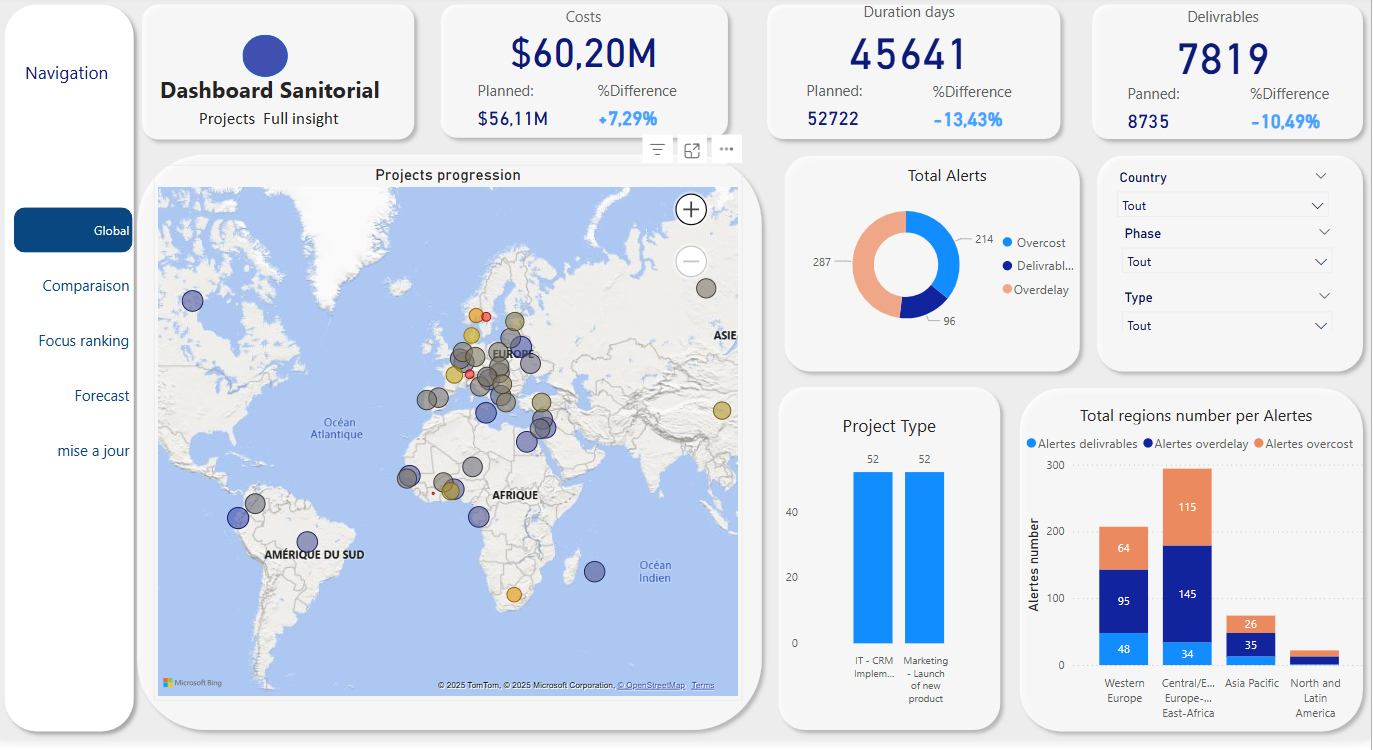 Navigation
Global
Comparaison
Focus ranking
Forecast
mise a jour
Dashboard Sanitorial
Projects Full insight
Costs
$60,20M
Planned:
%Difference
$56,11M
+7,29%
Duration days
45641
Planned:
%Difference
52722
-13,43%
Delivrables
7819
Panned:
%Difference
8735
-10,49%
Projects progression
EUROPE
ASIE
Océan
Atlantique
AFRIQUE
AMÉRIQUE DU SUD
Océan
Indien
Microsoft Bing
© 2025 TomTom, © 2025 Microsoft Corporation, © OpenStreetMap Terms
Total Alerts
214
287
96
Overcost
Delivrabl...
Overdelay
Country
Tout
Phase
Tout
Type
Tout
Project Type
52
52
40
20
0
IT - CRM
Implem...
Marketing
- Launch
of new
product
Total regions number per Alertes
Alertes delivrables
Alertes overdelay
Alertes overcost
Alertes number
300
200
100
0
64
95
48
115
145
34
26
35
Western
Europe
Central/E...
Europe-...
East-Africa
Asia Pacific
North and
Latin
America